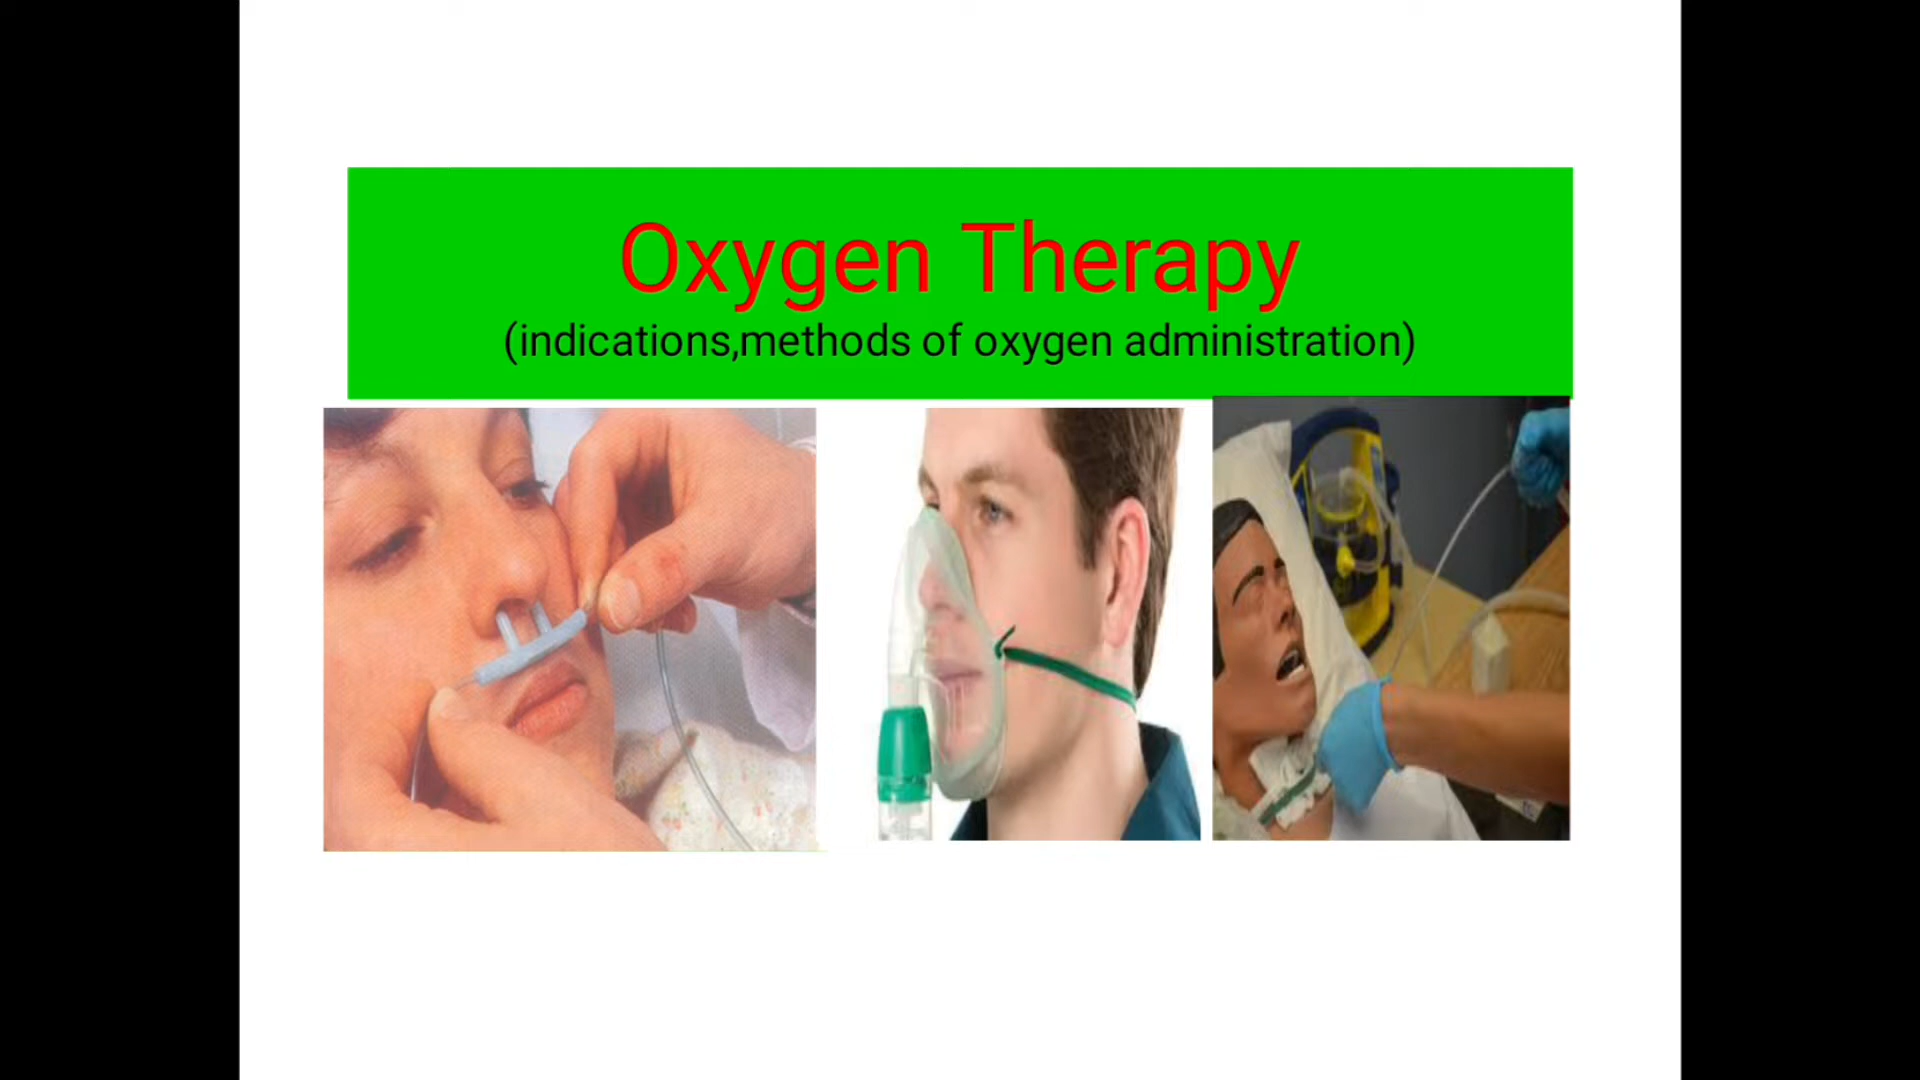 Oxygen Therapy
(indications,methods of oxygen administration)